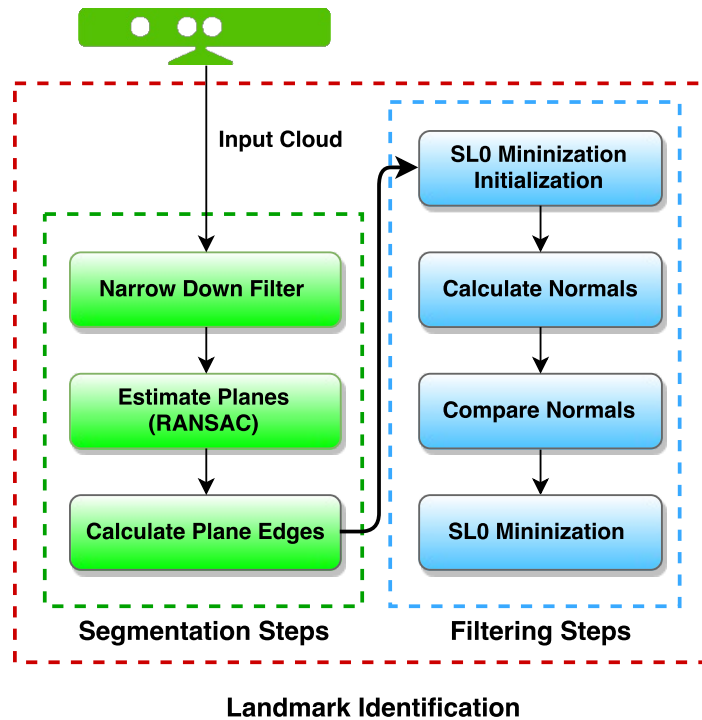 Input Cloud
Narrow Down Filter
Estimate Planes
(RANSAC)
Calculate Plane Edges
Segmentation Steps
SL0 Mininization
Initialization
Calculate Normals
Compare Normals
SL0 Mininization
Filtering Steps
Landmark Identification